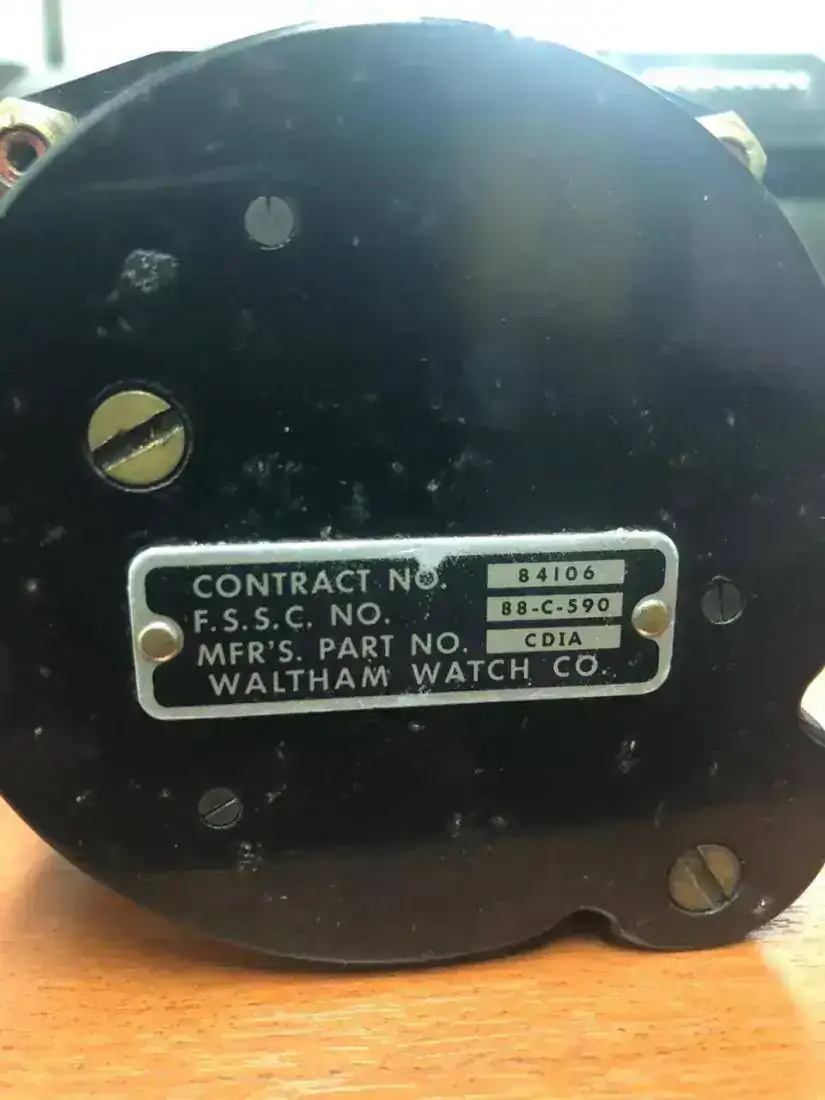 CONTRACT NO. 84106
F.S.S.C. NO. 88-C-590
MFR'S. PART NO. CDIA
WALTHAM WATCH CO.